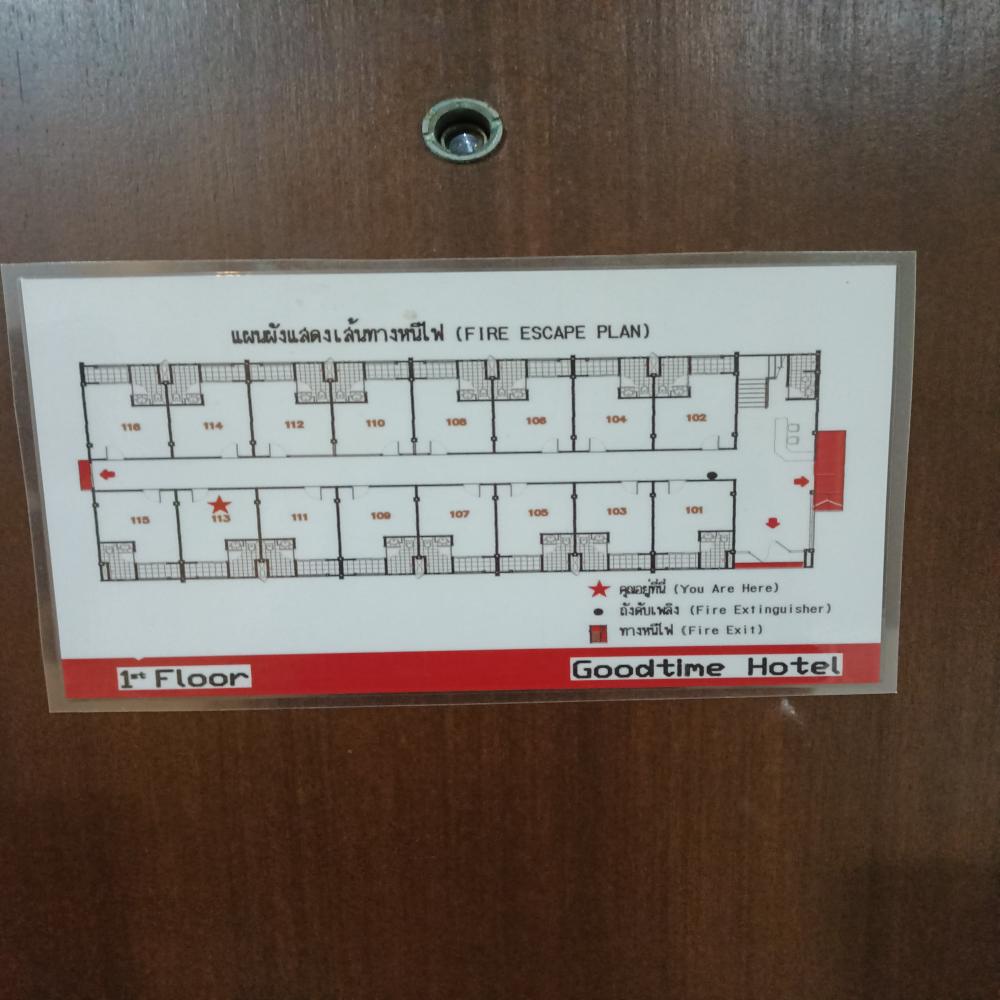 แผนผังแสดงเส้นทางหนีไฟ (FIRE ESCAPE PLAN)
116 114 112 110 108 106 104 102
115 113 111 109 107 105 103 101
คุณอยู่ที่นี่ (You Are Here)
ถังดับเพลิง (Fire Extinguisher)
ทางหนีไฟ (Fire Exit)
1st Floor
Goodtime Hotel